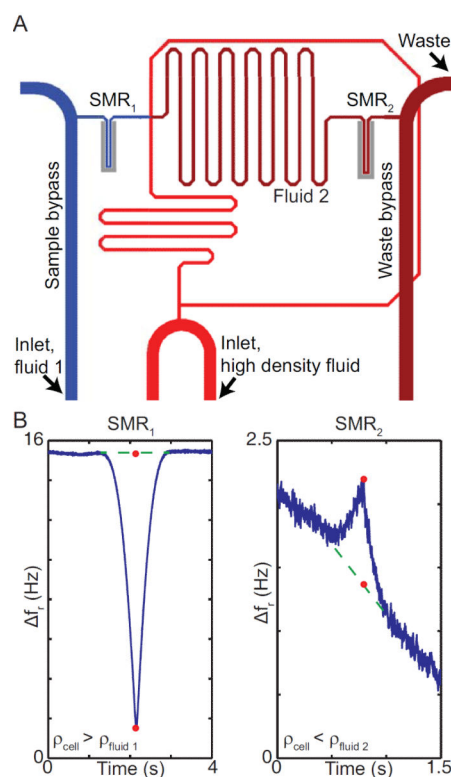 A
Waste
SMR1
SMR2
Sample bypass
Fluid 2
Waste bypass
Inlet,
fluid 1
Inlet,
high density fluid
B
SMR1
SMR2
16
2.5
Δfr (Hz)
Δfr (Hz)
ρcell > ρfluid 1
ρcell < ρfluid 2
0
0
0 Time (s) 4
0 Time (s) 1.5